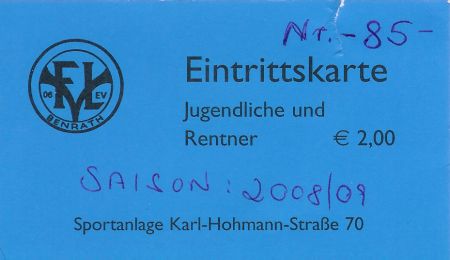 Nr. -85-
VFL
06 EV
BENRATH
Eintrittskarte
Jugendliche und
Rentner € 2,00
SAISON: 2008/09
Sportanlage Karl-Hohmann-Straße 70